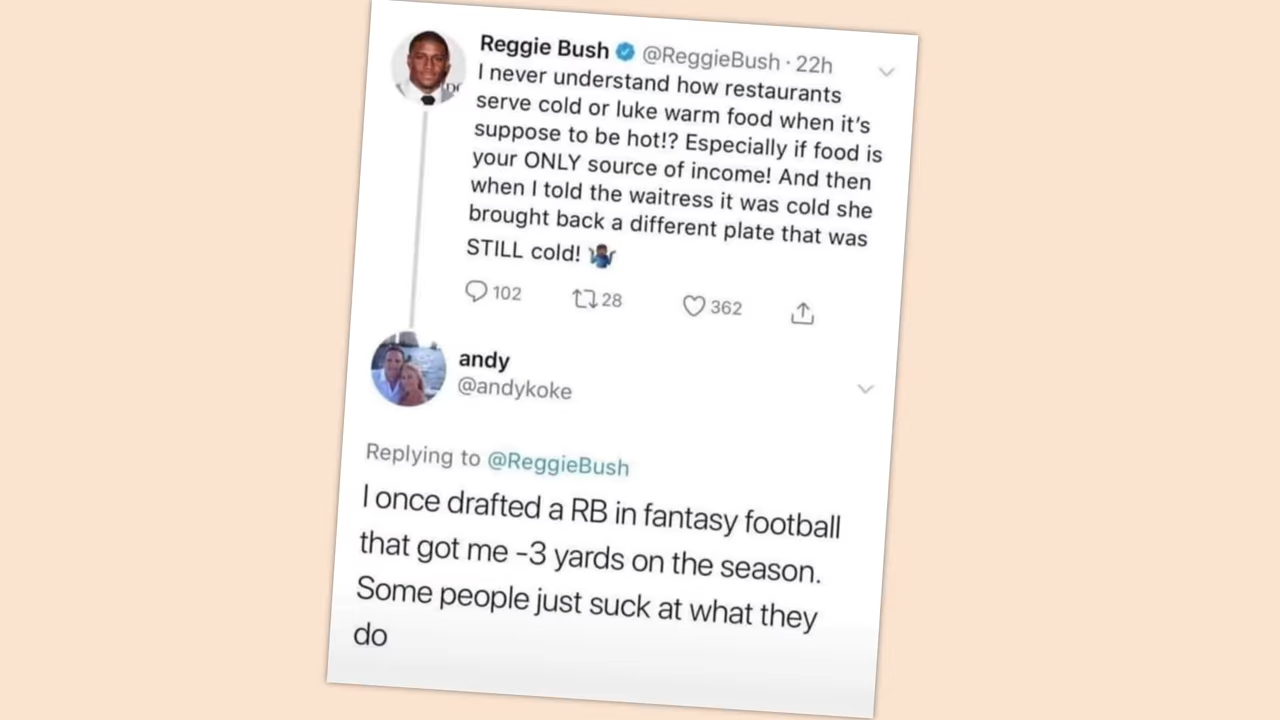 Reggie Bush @ReggieBush · 22h
I never understand how restaurants
serve cold or luke warm food when it's
suppose to be hot!? Especially if food is
your ONLY source of income! And then
when I told the waitress it was cold she
brought back a different plate that was
STILL cold! 🤷🏿‍♂️
102 28 362
andy
@andykoke
Replying to @ReggieBush
I once drafted a RB in fantasy football
that got me -3 yards on the season.
Some people just suck at what they
do